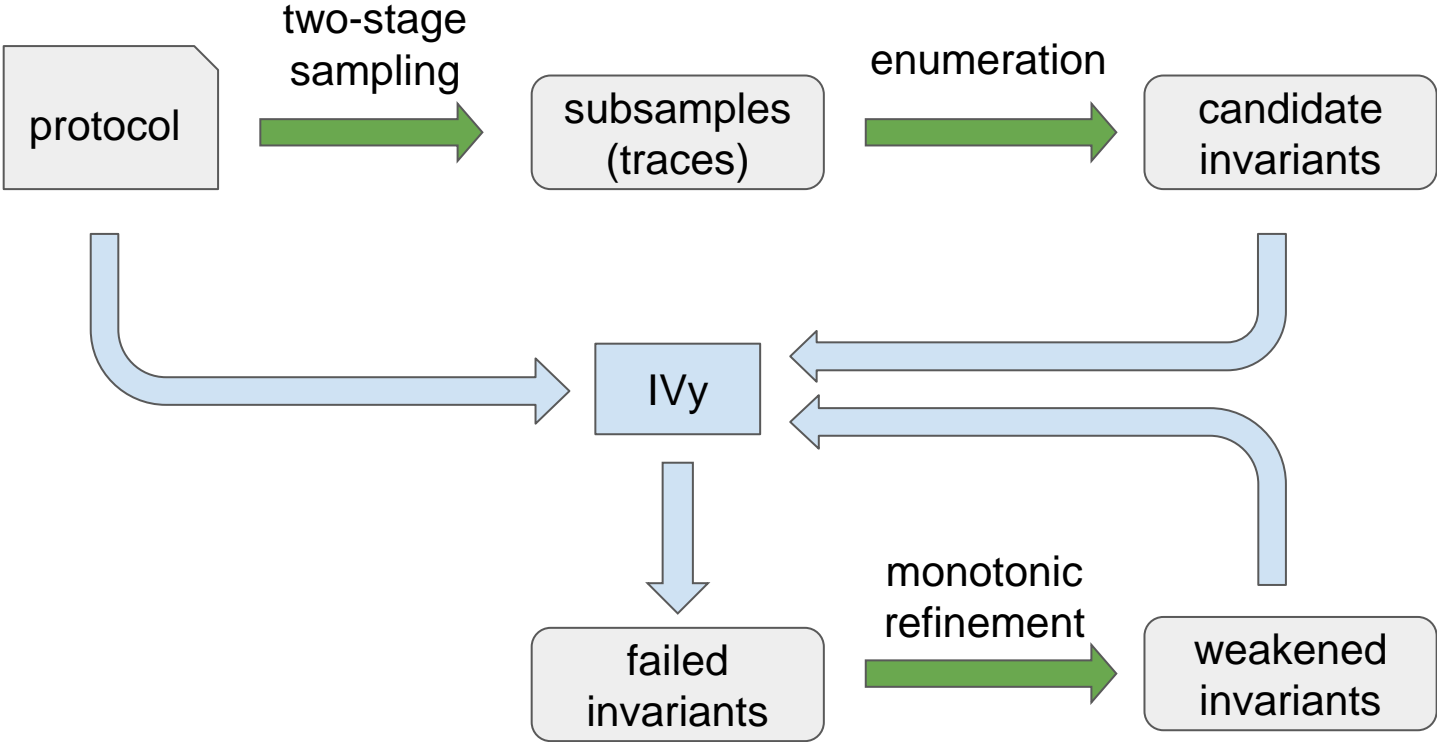 two-stage
sampling
enumeration
protocol
subsamples
(traces)
candidate
invariants
IVy
monotonic
refinement
failed
invariants
weakened
invariants